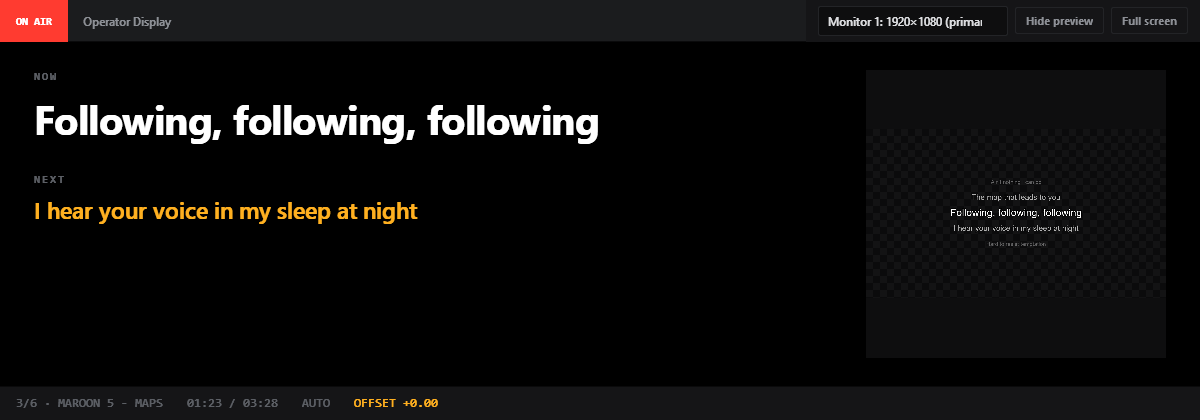 ON AIR
Operator Display
Monitor 1: 1920×1080 (primar
Hide preview
Full screen
NOW
Following, following, following
NEXT
I hear your voice in my sleep at night
The map that leads to you
Following, following, following
I hear your voice in my sleep at night
3/6 · MAROON 5 - MAPS
01:23 / 03:28
AUTO
OFFSET +0.00